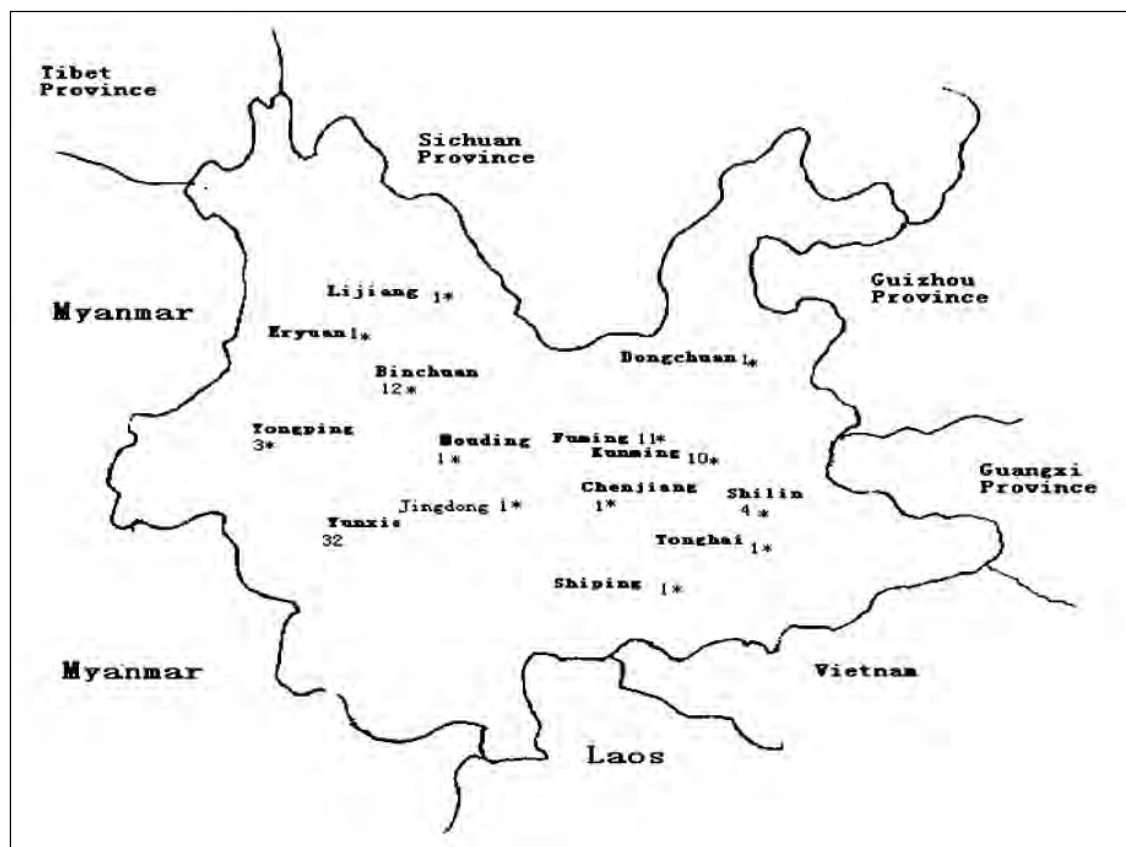 Tibet
Province
Sichuan
Province
Guizhou
Province
Myanmar
Lijiang 1*
Eryuan 1*
Dongchuan 1*
Binchuan
12*
Yongping
3*
Mouding
1*
Fuming 11*
Kunming 10*
Guangxi
Province
Chenjiang
1*
Shilin
4*
Jingdong 1*
Yunxie
32
Tonghai 1*
Shiping 1*
Myanmar
Vietnam
Laos